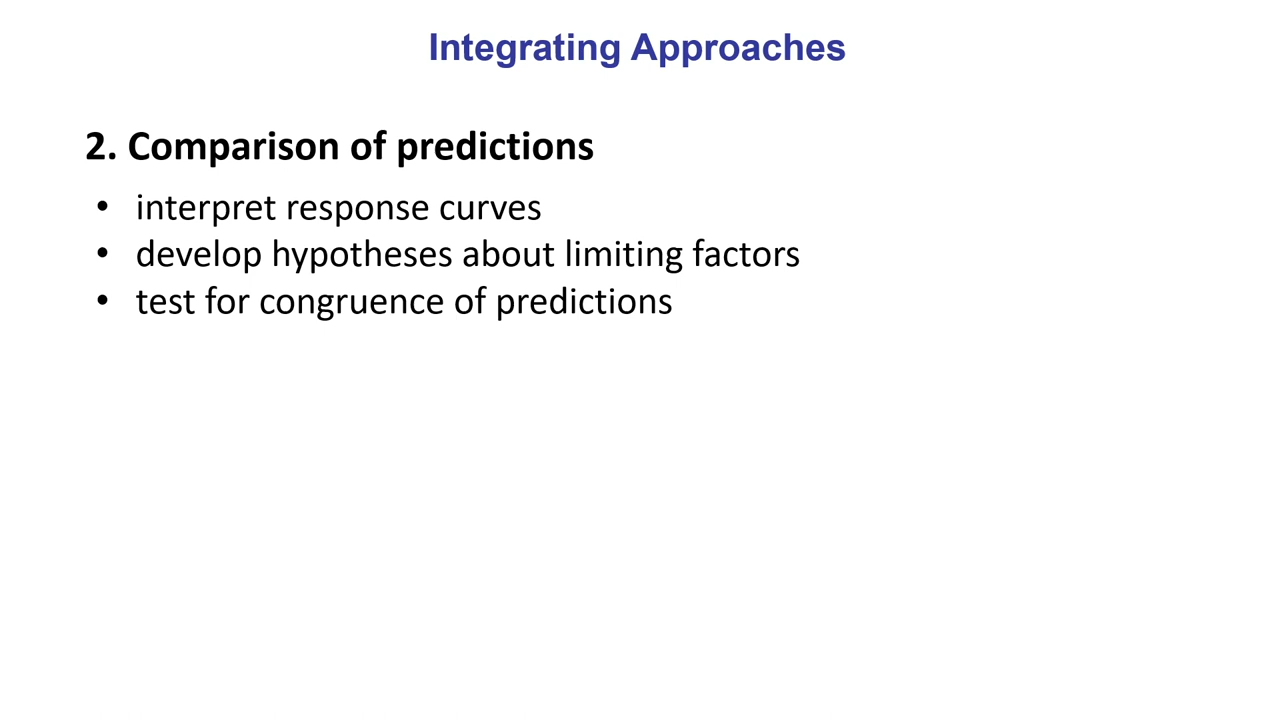 Integrating Approaches
2. Comparison of predictions
• interpret response curves
• develop hypotheses about limiting factors
• test for congruence of predictions